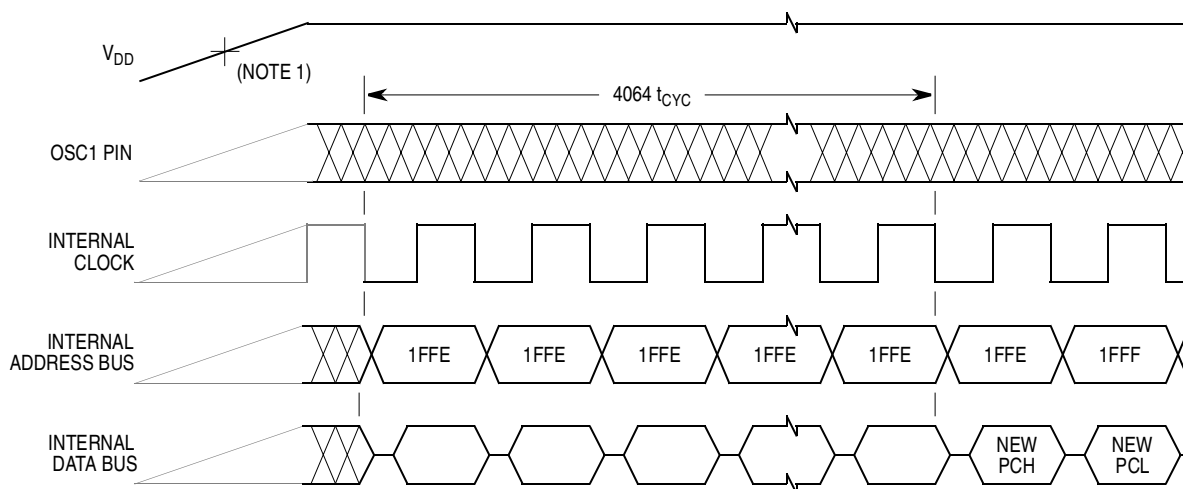 V_DD
(NOTE 1)
4064 t_CYC
OSC1 PIN
INTERNAL
CLOCK
INTERNAL
ADDRESS BUS
1FFE 1FFE 1FFE 1FFE 1FFE 1FFE 1FFF
INTERNAL
DATA BUS
NEW
PCH
NEW
PCL